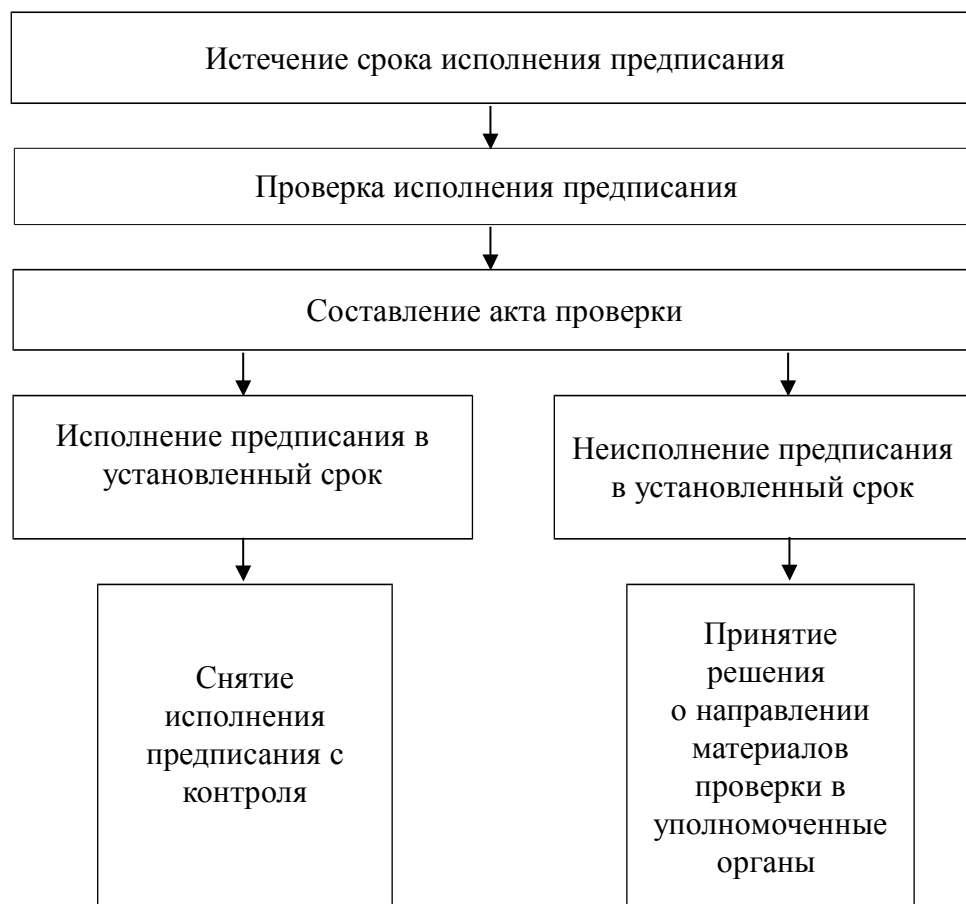 Истечение срока исполнения предписания
Проверка исполнения предписания
Составление акта проверки
Исполнение предписания в
установленный срок
Неисполнение предписания
в установленный срок
Снятие
исполнения
предписания с
контроля
Принятие
решения
о направлении
материалов
проверки в
уполномоченные
органы